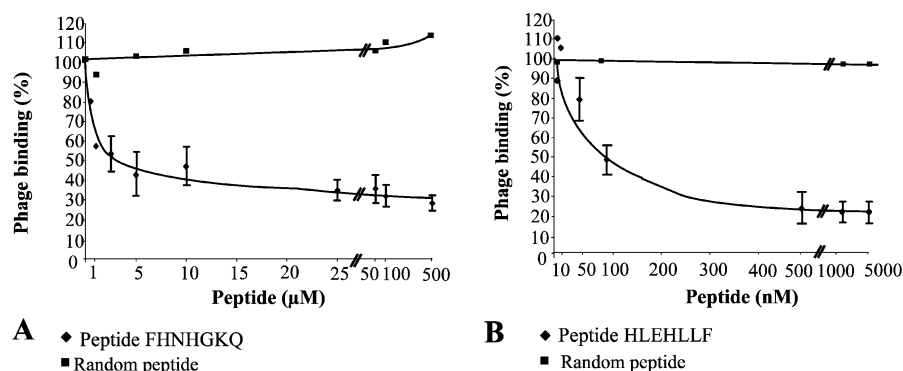 120
110
100
90
80
70
60
50
40
30
20
10
0
Phage binding (%)
1 5 10 15 20 25 50 100 500
Peptide (µM)
A
Peptide FHNHGKQ
Random peptide
120
110
100
90
80
70
60
50
40
30
20
10
0
Phage binding (%)
10 50 100 200 300 400 500 1000 5000
Peptide (nM)
B
Peptide HLEHLLF
Random peptide